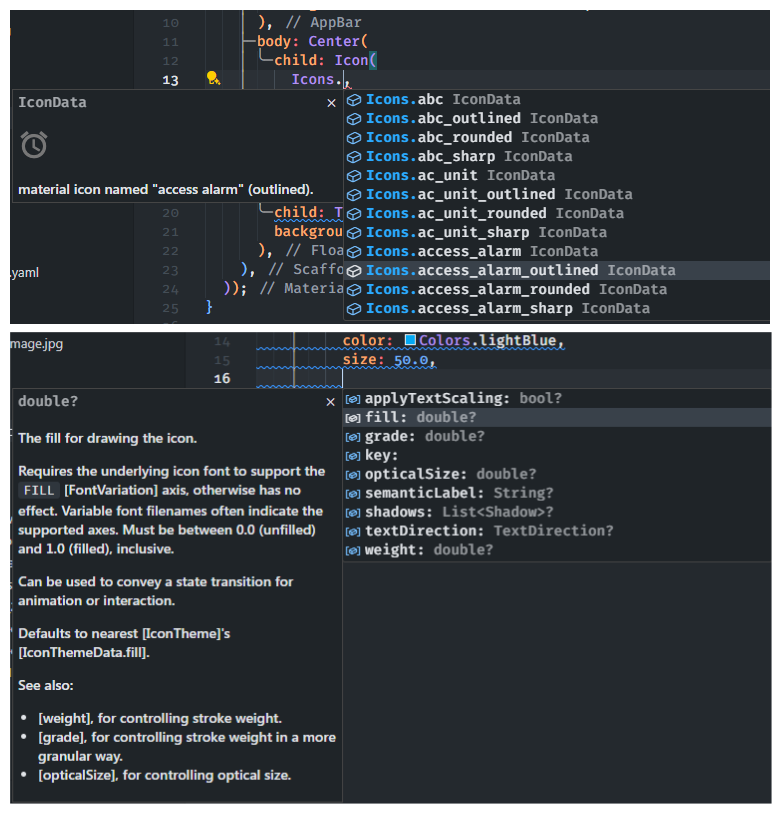 10 ), // AppBar
11 body: Center(
12 child: Icon(
13 Icons.,
IconData ×
material icon named "access alarm" (outlined).
Icons.abc IconData
Icons.abc_outlined IconData
Icons.abc_rounded IconData
Icons.abc_sharp IconData
Icons.ac_unit IconData
Icons.ac_unit_outlined IconData
Icons.ac_unit_rounded IconData
Icons.ac_unit_sharp IconData
Icons.access_alarm IconData
Icons.access_alarm_outlined IconData
Icons.access_alarm_rounded IconData
Icons.access_alarm_sharp IconData
20 child: T
21 backgrou
22 ), // Floa
.yaml
23 ), // Scaffo
24 )); // Materia
25 }
mage.jpg
14 color: Colors.lightBlue,
15 size: 50.0,
16
double? ×
The fill for drawing the icon.
Requires the underlying icon font to support the
FILL [FontVariation] axis, otherwise has no
effect. Variable font filenames often indicate the
supported axes. Must be between 0.0 (unfilled)
and 1.0 (filled), inclusive.
Can be used to convey a state transition for
animation or interaction.
Defaults to nearest [IconTheme]'s
[IconThemeData.fill].
See also:
• [weight], for controlling stroke weight.
• [grade], for controlling stroke weight in a more
granular way.
• [opticalSize], for controlling optical size.
applyTextScaling: bool?
fill: double?
grade: double?
key:
opticalSize: double?
semanticLabel: String?
shadows: List<Shadow>?
textDirection: TextDirection?
weight: double?